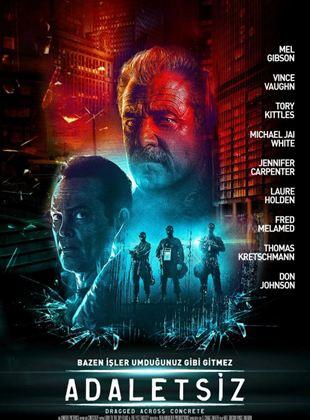 MEL
GIBSON
VINCE
VAUGHN
TORY
KITTLES
MICHAEL JAI
WHITE
JENNIFER
CARPENTER
LAURE
HOLDEN
FRED
MELAMED
THOMAS
KRETSCHMANN
DON
JOHNSON
BAZEN İŞLER UMDUĞUNUZ GİBİ GİTMEZ
ADALETSİZ
DRAGGED ACROSS CONCRETE